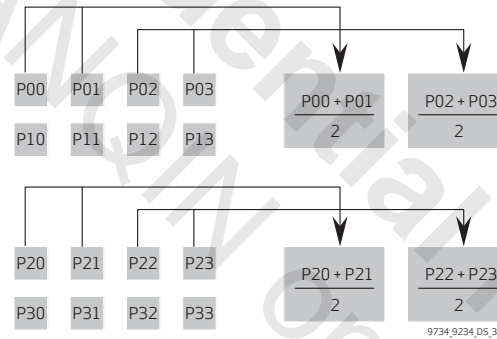 P00 P01 P02 P03
P00 + P01
2
P02 + P03
2
P10 P11 P12 P13
P20 P21 P22 P23
P20 + P21
2
P22 + P23
2
P30 P31 P32 P33
9734_9234_DS_3